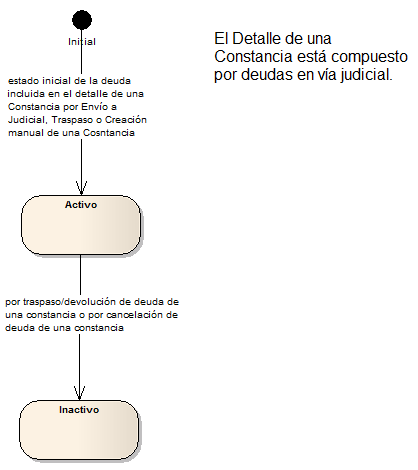 Initial
El Detalle de una
Constancia está compuesto
por deudas en vía judicial.
estado inicial de la deuda
incluida en el detalle de una
Constancia por Envío a
Judicial, Traspaso o Creación
manual de una Cosntancia
Activo
por traspaso/devolución de deuda de
una constancia o por cancelación de
deuda de una constancia
Inactivo